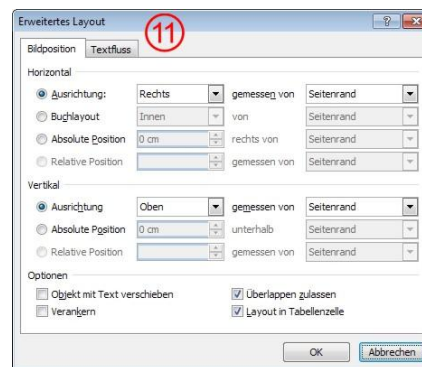 Erweitertes Layout
11
Bildposition Textfluss
Horizontal
Ausrichtung: Rechts gemessen von Seitenrand
Buchlayout Innen von Seitenrand
Absolute Position 0 cm rechts von Seitenrand
Relative Position gemessen von Seitenrand
Vertikal
Ausrichtung Oben gemessen von Seitenrand
Absolute Position 0 cm unterhalb Seitenrand
Relative Position gemessen von Seitenrand
Optionen
Objekt mit Text verschieben Überlappen zulassen
Verankern Layout in Tabellenzelle
OK Abbrechen